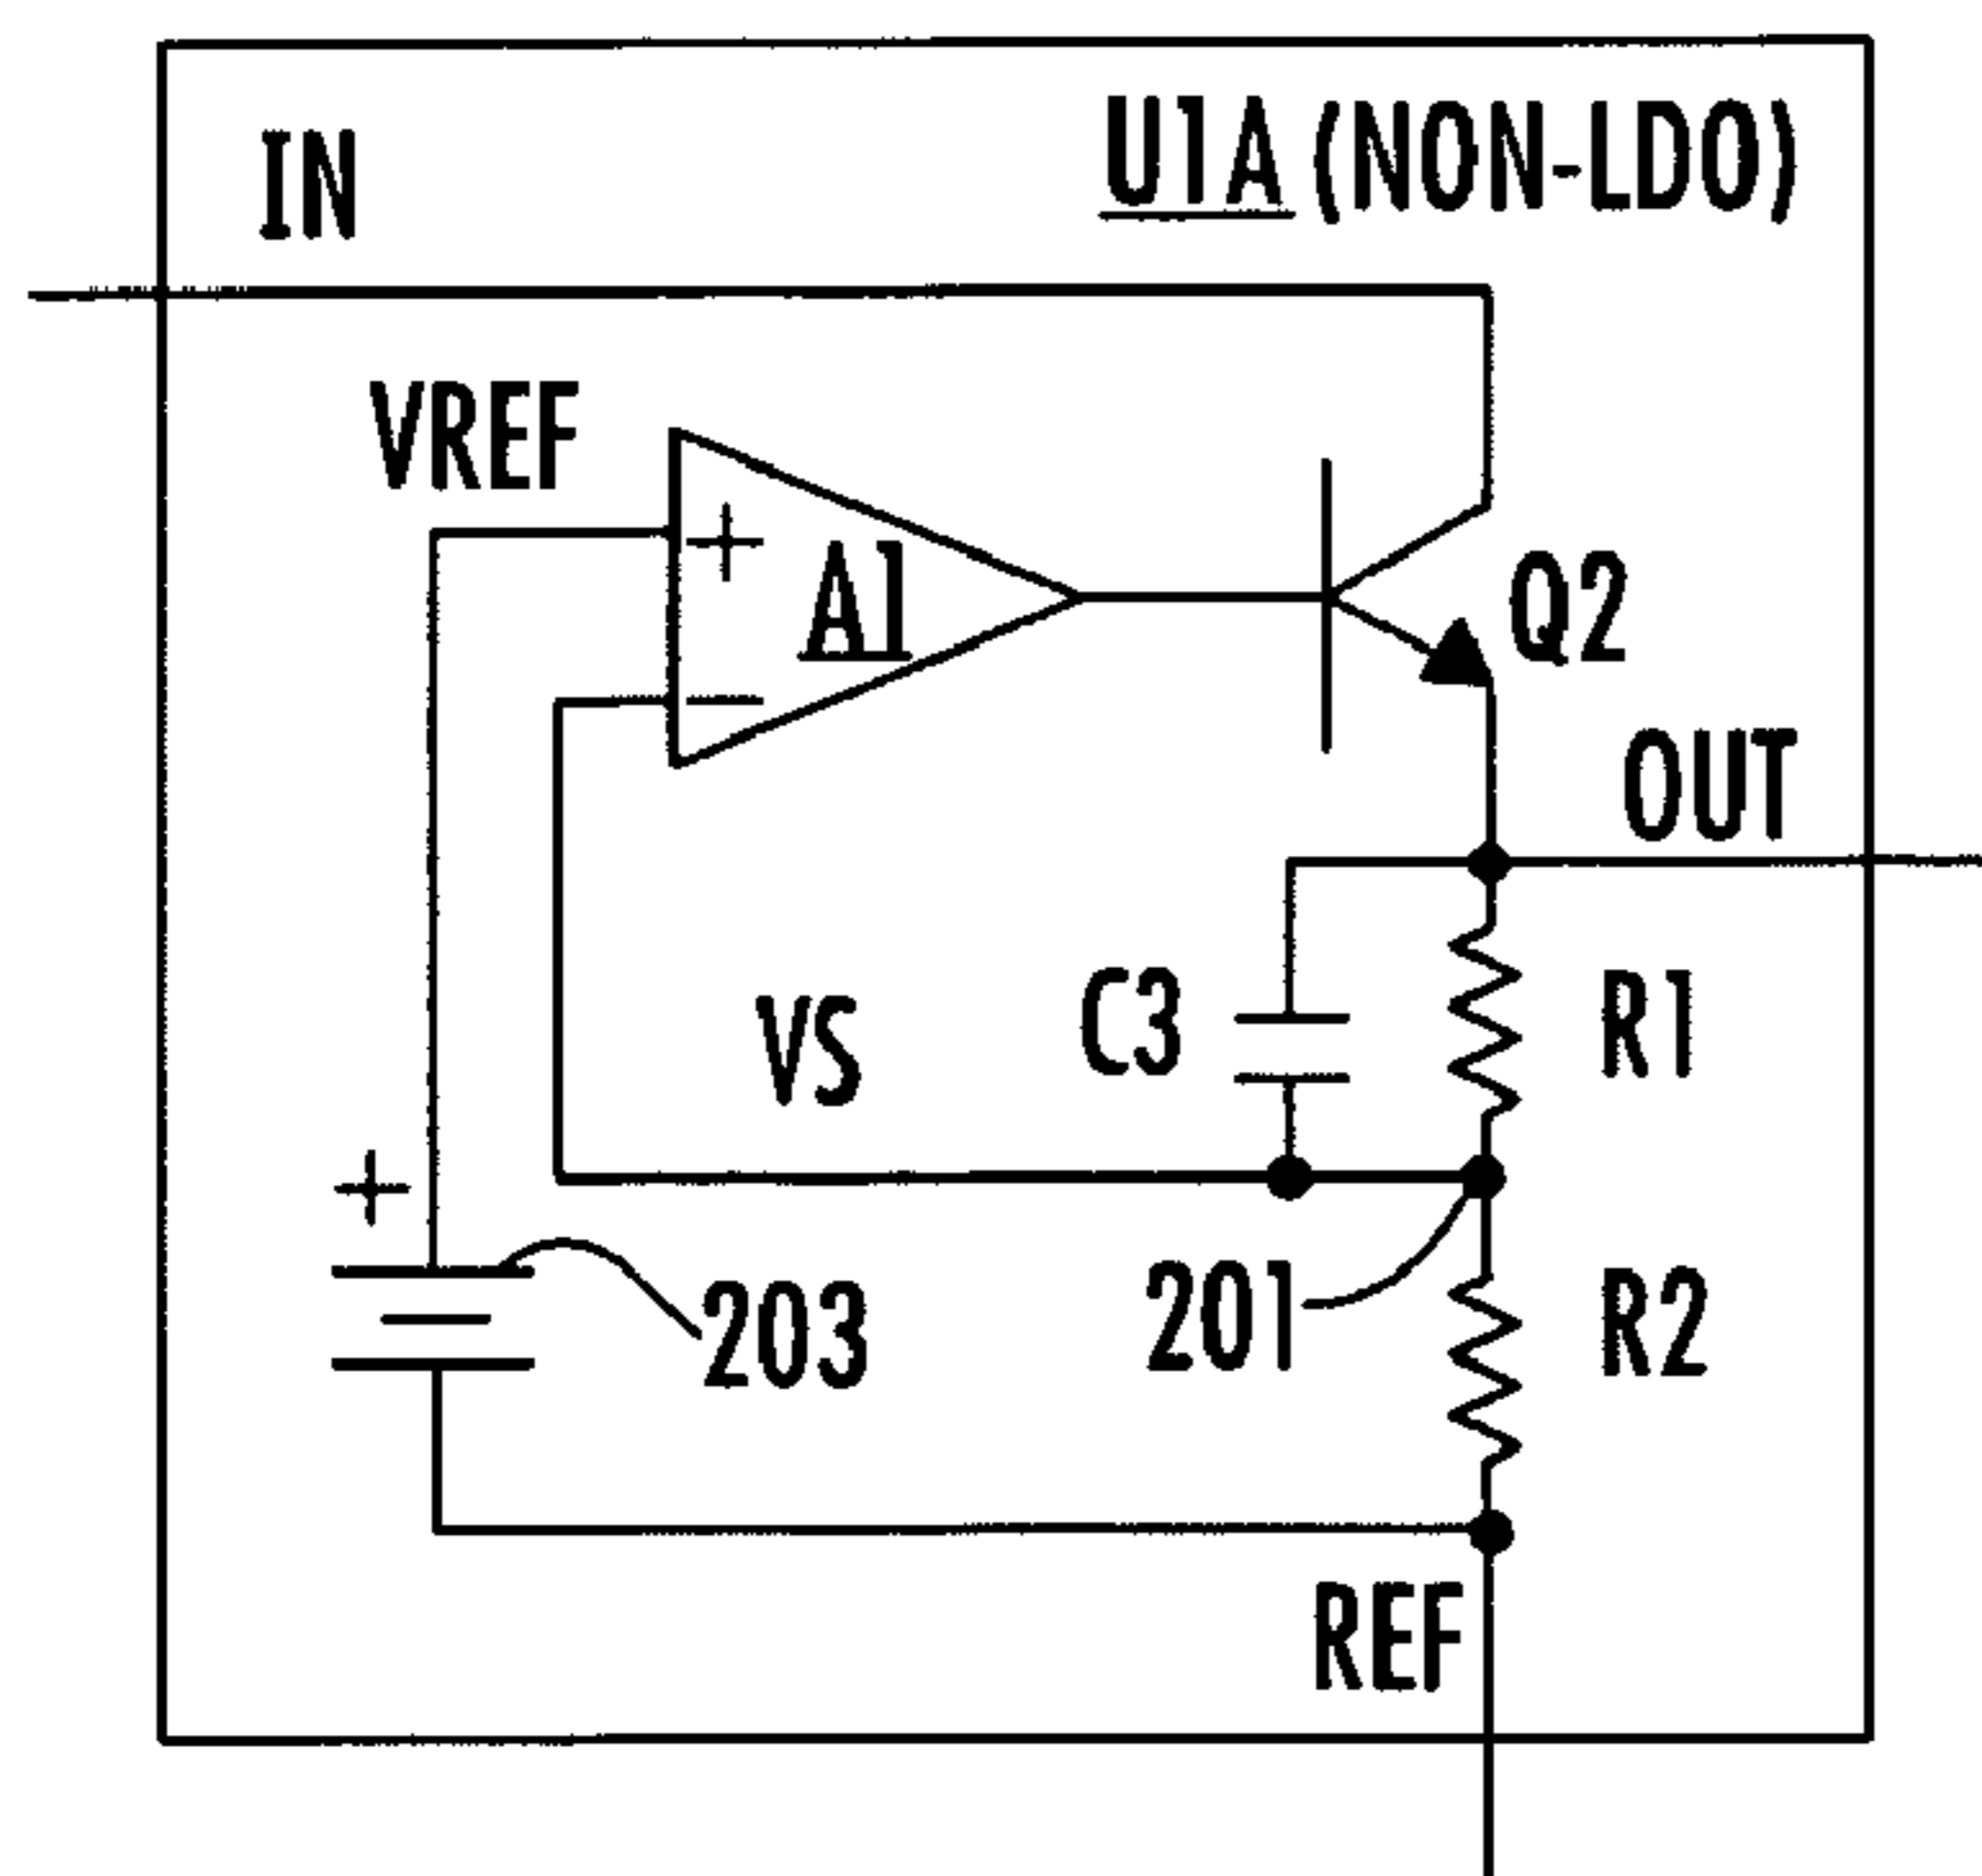 U1A (NON-LDO)
IN
VREF
+
A1
Q2
−
OUT
C3
R1
VS
+
203
201
R2
REF